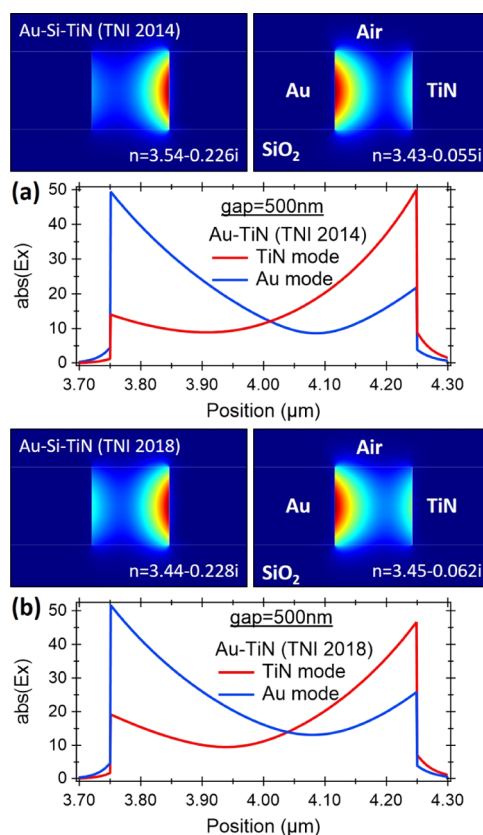 Au-Si-TiN (TNI 2014)
n=3.54-0.226i
Air
Au
TiN
SiO₂
n=3.43-0.055i
(a)
gap=500nm
Au-TiN (TNI 2014)
TiN mode
Au mode
abs(Ex)
50
40
30
20
10
0
3.70 3.80 3.90 4.00 4.10 4.20 4.30
Position (µm)
Au-Si-TiN (TNI 2018)
n=3.44-0.228i
Air
Au
TiN
SiO₂
n=3.45-0.062i
(b)
gap=500nm
Au-TiN (TNI 2018)
TiN mode
Au mode
abs(Ex)
50
40
30
20
10
0
3.70 3.80 3.90 4.00 4.10 4.20 4.30
Position (µm)